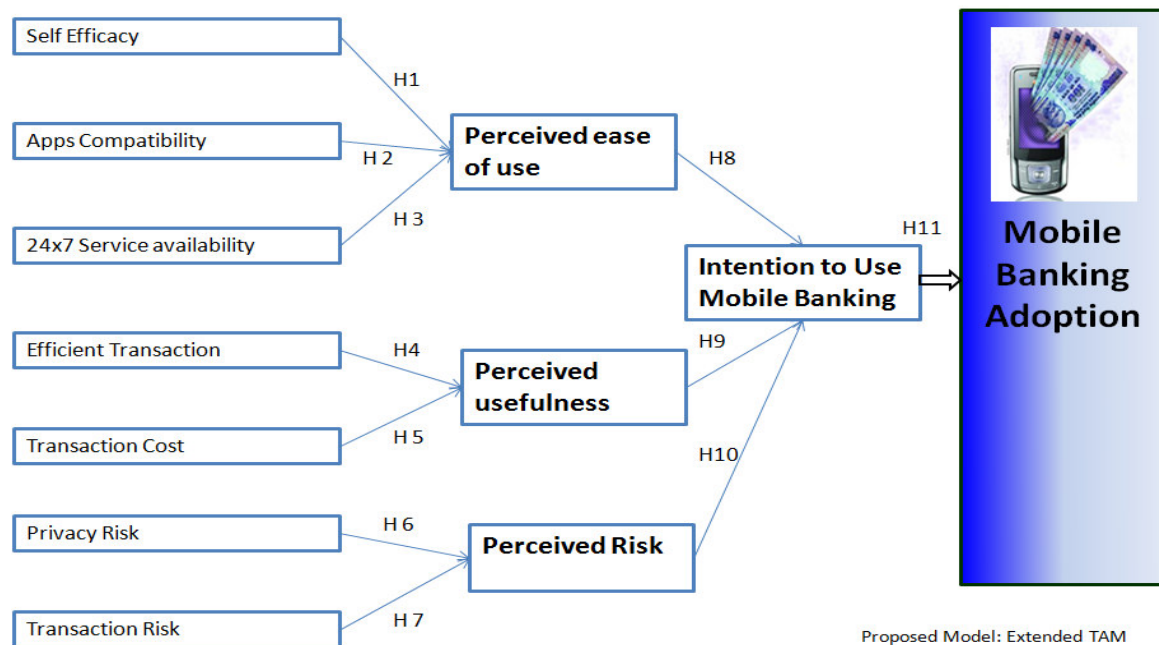 Self Efficacy
H1
Apps Compatibility
H 2
H 3
24x7 Service availability
Perceived ease
of use
H8
Efficient Transaction
H4
Transaction Cost
H 5
Perceived
usefulness
H9
Privacy Risk
H 6
Transaction Risk
H 7
Perceived Risk
H10
Intention to Use
Mobile Banking
H11
Mobile
Banking
Adoption
Proposed Model: Extended TAM